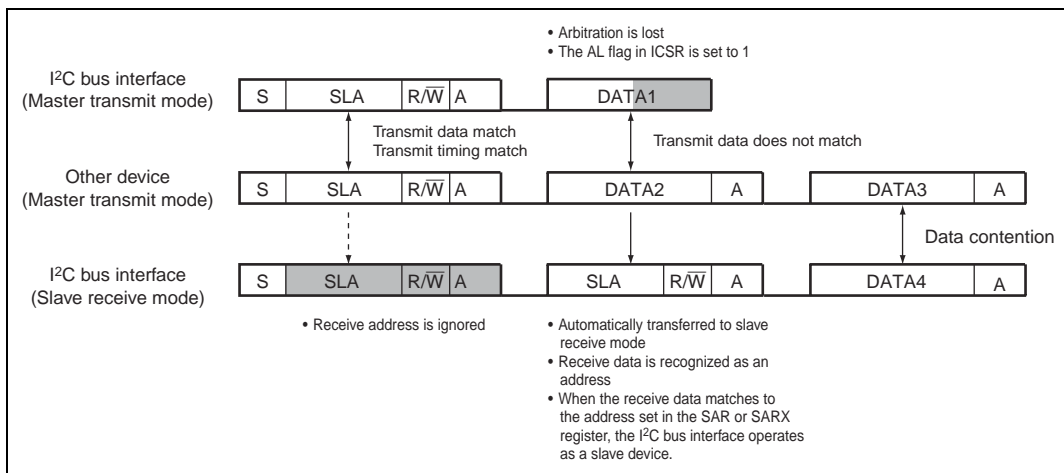 • Arbitration is lost
• The AL flag in ICSR is set to 1
I²C bus interface
(Master transmit mode)
S SLA R/W̅ A DATA1
Transmit data match
Transmit timing match
Transmit data does not match
Other device
(Master transmit mode)
S SLA R/W̅ A DATA2 A DATA3 A
Data contention
I²C bus interface
(Slave receive mode)
S SLA R/W̅ A SLA R/W̅ A DATA4 A
• Receive address is ignored
• Automatically transferred to slave
receive mode
• Receive data is recognized as an
address
• When the receive data matches to
the address set in the SAR or SARX
register, the I²C bus interface operates
as a slave device.